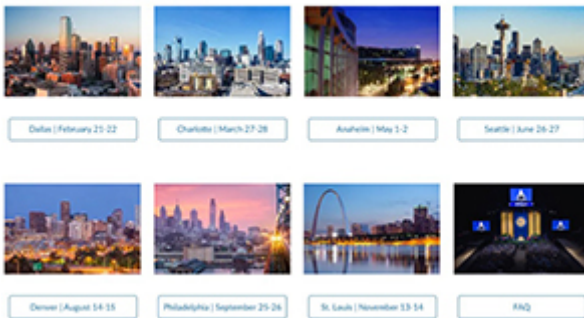 Dallas | February 21-22
Charlotte | March 27-28
Anaheim | May 1-2
Seattle | June 26-27
Denver | August 14-15
Philadelphia | September 25-26
St. Louis | November 13-14
FAQ